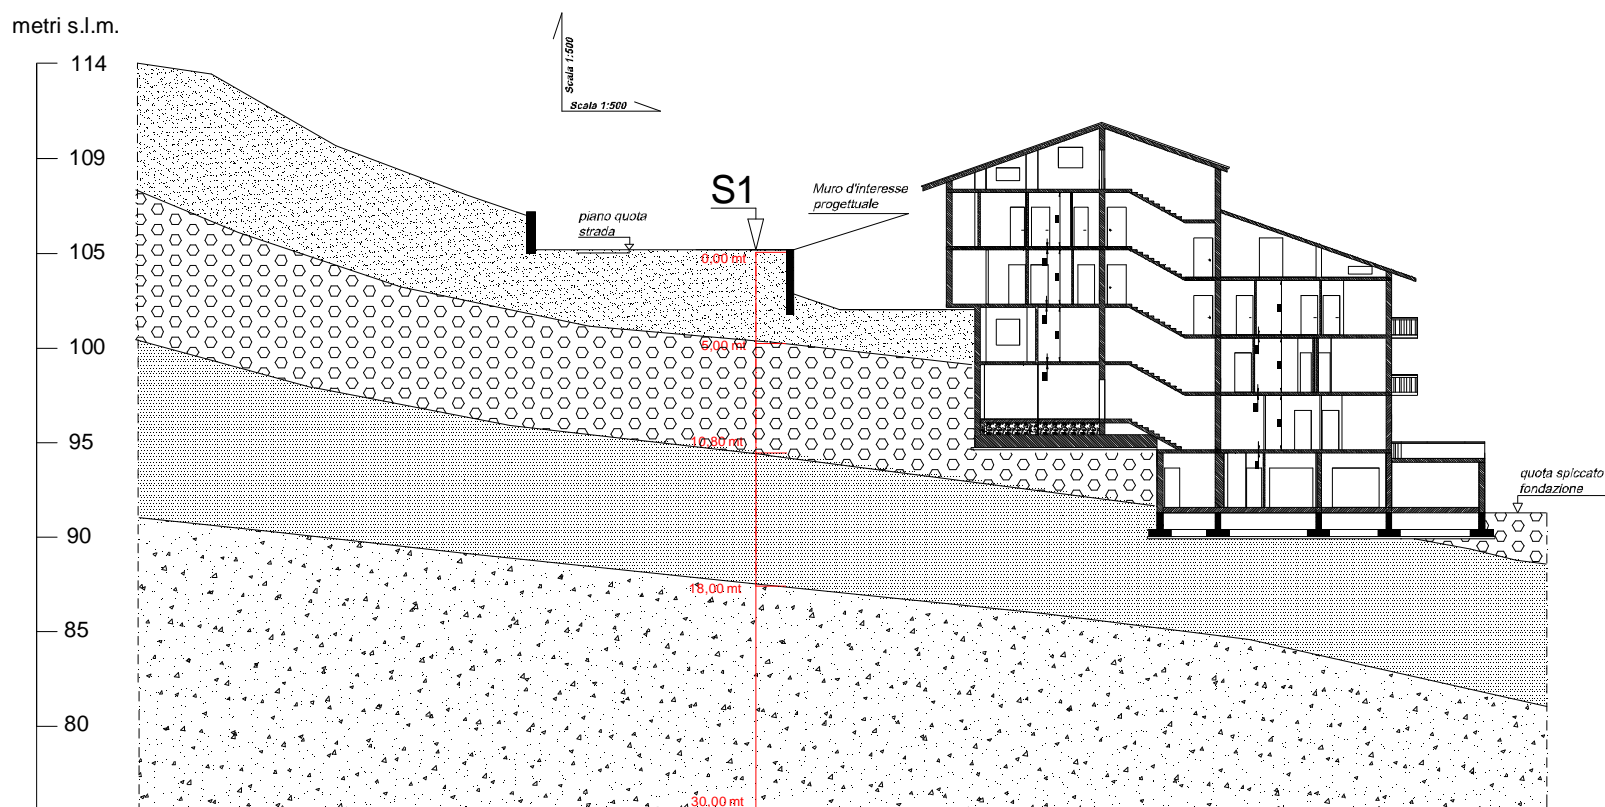 metri s.l.m.
114
109
105
100
95
90
85
80
Scala 1:500
Scala 1:500
S1
piano quota
strada
Muro d'interesse
progettuale
0,00 mt
5,00 mt
10,80 mt
18,00 mt
30,00 mt
quota spiccato
fondazione